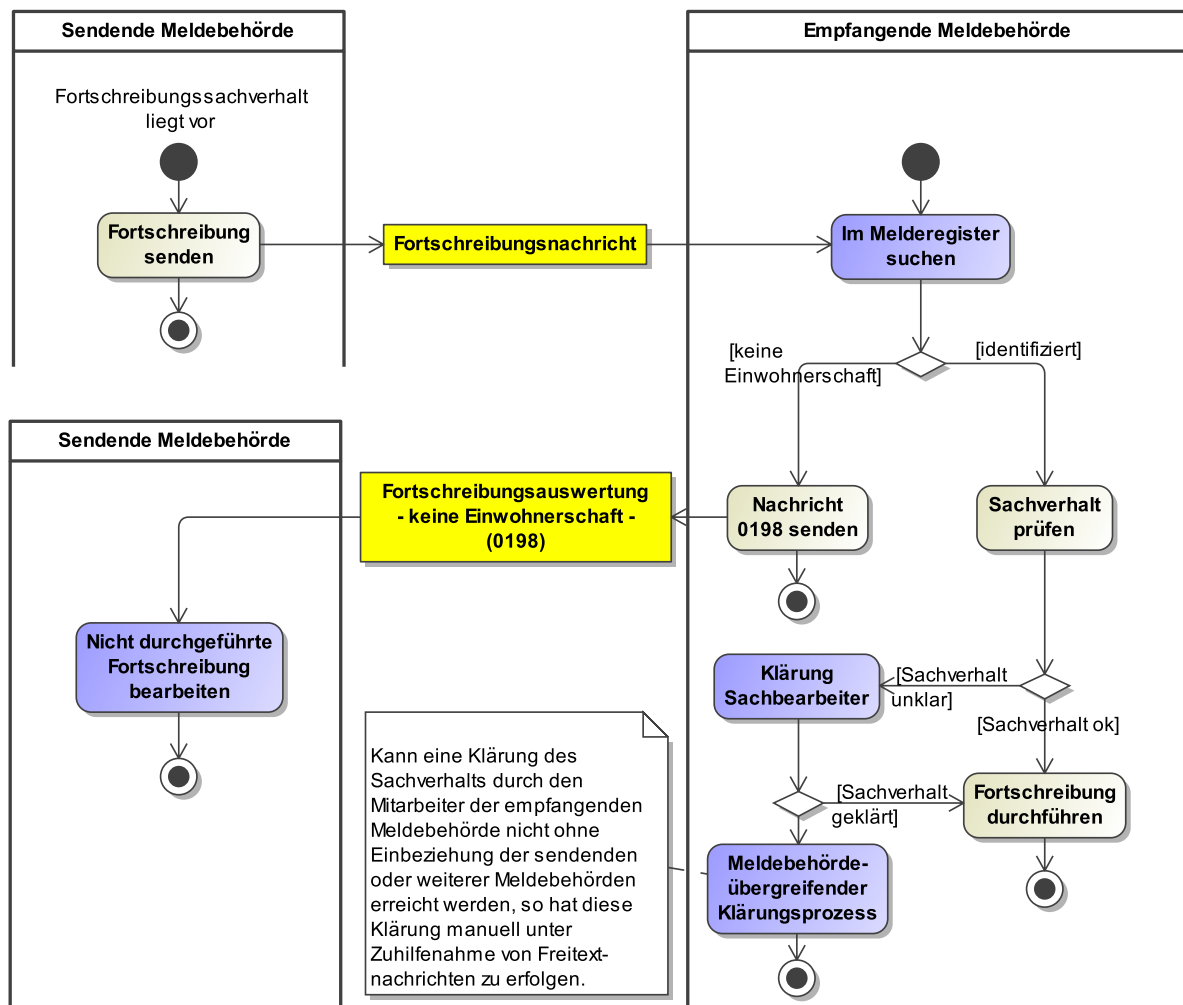 Sendende Meldebehörde
Empfangende Meldebehörde
Fortschreibungssachverhalt
liegt vor
Fortschreibung
senden
Fortschreibungsnachricht
Im Melderegister
suchen
[keine
Einwohnerschaft]
[identifiziert]
Sendende Meldebehörde
Fortschreibungsauswertung
- keine Einwohnerschaft -
(0198)
Nachricht
0198 senden
Sachverhalt
prüfen
Nicht durchgeführte
Fortschreibung
bearbeiten
Klärung
Sachbearbeiter
[Sachverhalt
unklar]
[Sachverhalt ok]
Kann eine Klärung des
Sachverhalts durch den
Mitarbeiter der empfangenden
Meldebehörde nicht ohne
Einbeziehung der sendenden
oder weiterer Meldebehörden
erreicht werden, so hat diese
Klärung manuell unter
Zuhilfenahme von Freitext-
nachrichten zu erfolgen.
[Sachverhalt
geklärt]
Fortschreibung
durchführen
Meldebehörde-
übergreifender
Klärungsprozess